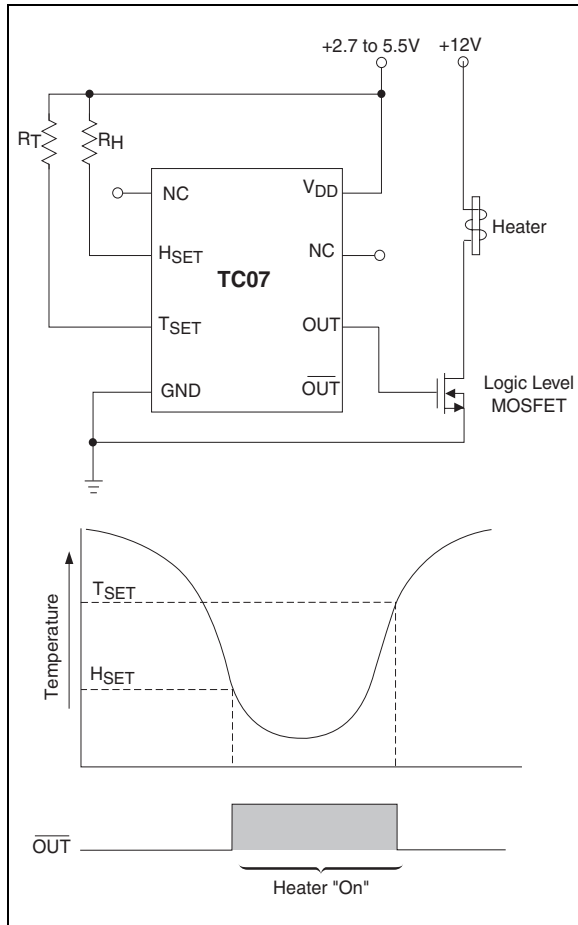 +2.7 to 5.5V +12V
RT RH
NC VDD
HSET NC
TC07
TSET OUT
GND OUT
Heater
Logic Level
MOSFET
Temperature
TSET
HSET
OUT
Heater "On"